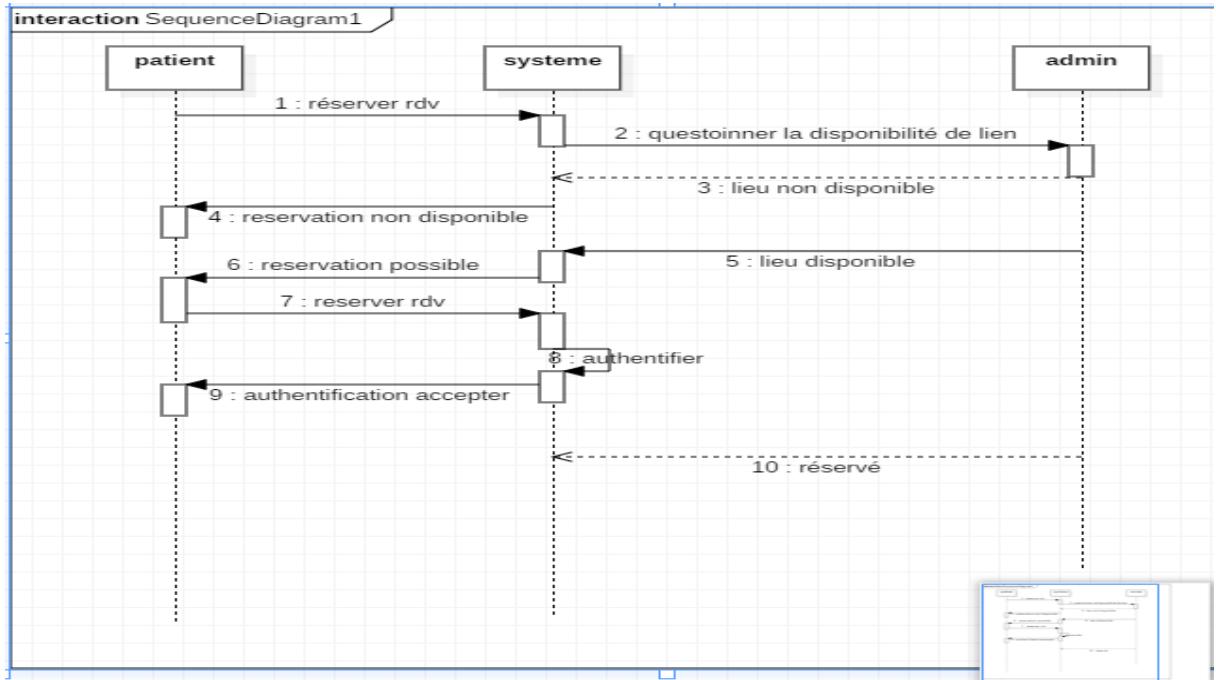 interaction SequenceDiagram1
patient
systeme
admin
1 : réserver rdv
2 : questoinner la disponibilité de lien
3 : lieu non disponible
4 : reservation non disponible
5 : lieu disponible
6 : reservation possible
7 : reserver rdv
8 : authentifier
9 : authentification accepter
10 : réservé